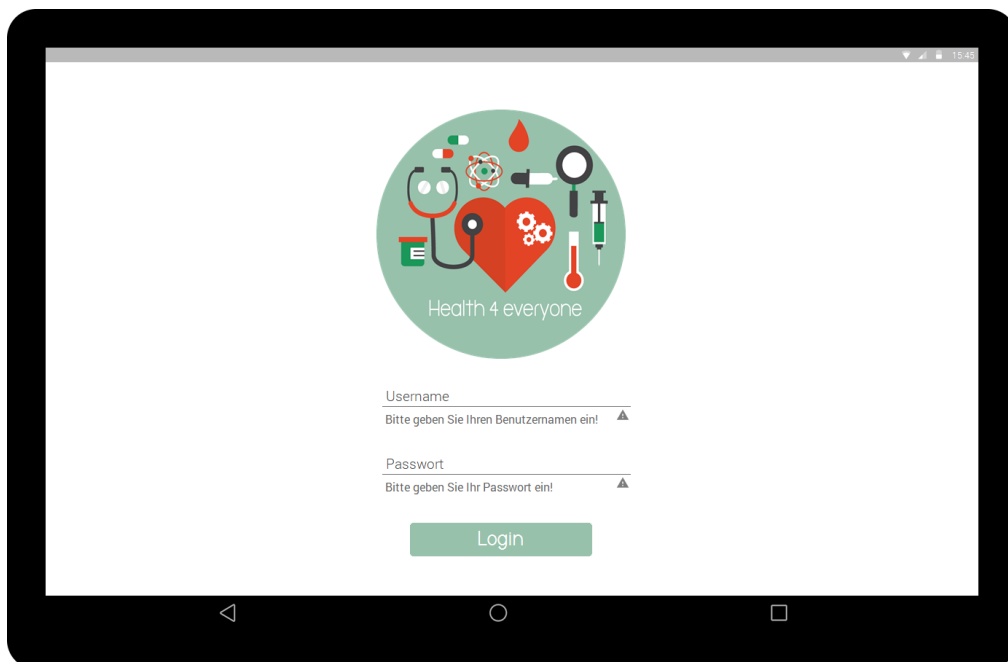 15:45
Health 4 everyone
Username
Bitte geben Sie Ihren Benutzernamen ein!
Passwort
Bitte geben Sie Ihr Passwort ein!
Login